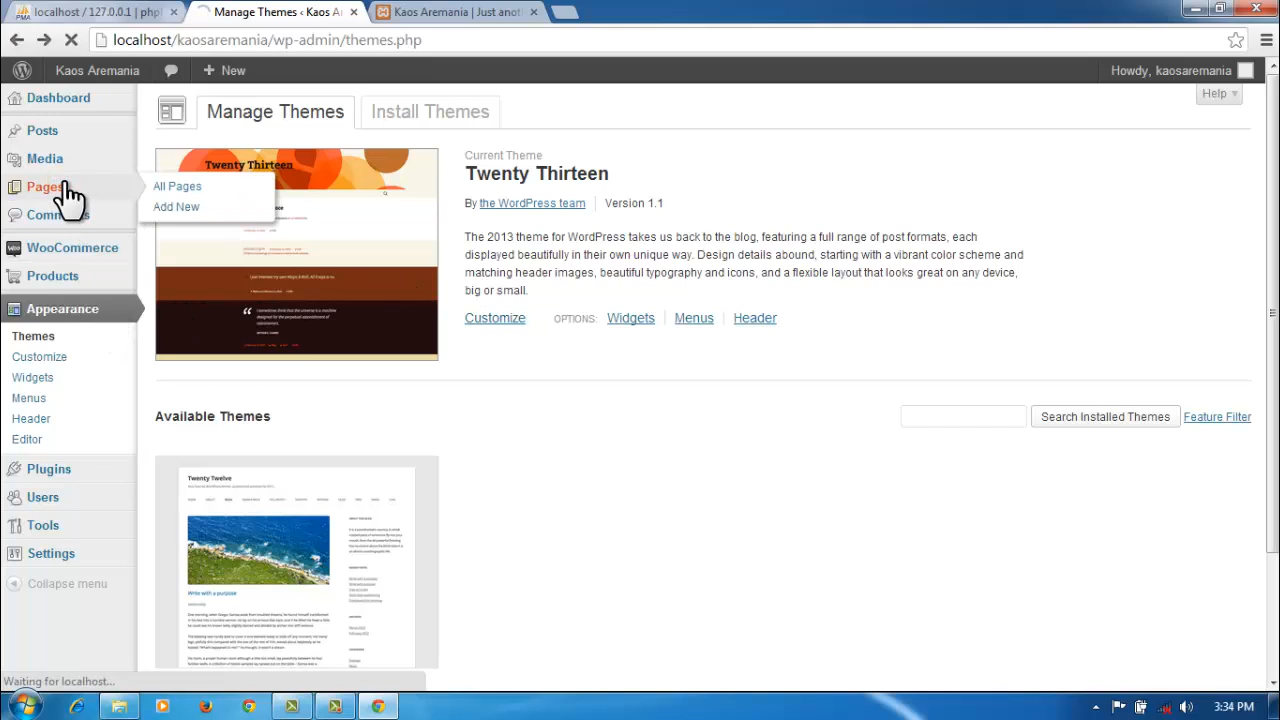 localhost / 127.0.0.1 | php
Manage Themes ‹ Kaos Ar
Kaos Aremania | Just anot
localhost/kaosaremania/wp-admin/themes.php
Kaos Aremania
New
Howdy, kaosaremania
Help
Dashboard
Posts
Media
Pages
All Pages
Add New
WooCommerce
Products
Appearance
Customize
Widgets
Menus
Header
Editor
Plugins
Users
Tools
Settings
Collapse menu
Manage Themes
Install Themes
Twenty Thirteen
Current Theme
Twenty Thirteen
By the WordPress team
Version 1.1
The 2013 theme for WordPress takes us back to the blog, featuring a full range of post formats, each
displayed beautifully in their own unique way. Design details abound, starting with a vibrant color scheme and
matching header images, beautiful typography and icons, and a flexible layout that looks great on any device,
big or small.
Customize
OPTIONS:
Widgets
Menus
Header
Available Themes
Search Installed Themes
Feature Filter
Twenty Twelve
Write with a purpose
Waiting for localhost...
3:34 PM